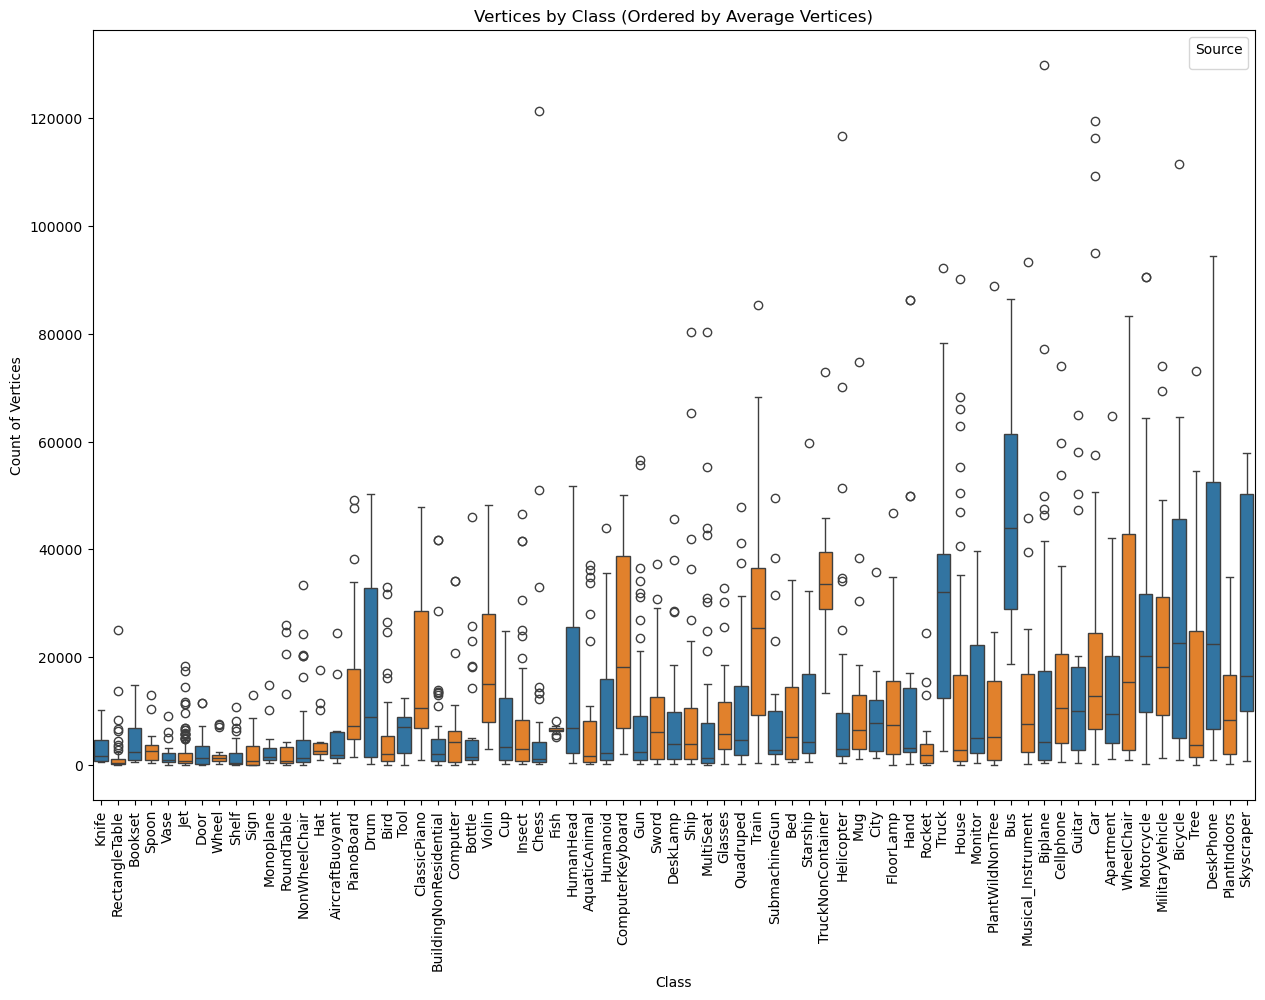 Vertices by Class (Ordered by Average Vertices)
Source
120000
100000
80000
60000
40000
20000
0
Count of Vertices
Knife
RectangleTable
Bookset
Spoon
Vase
Jet
Door
Wheel
Shelf
Sign
Monoplane
RoundTable
NonWheelChair
Hat
AircraftBuoyant
PianoBoard
Drum
Bird
Tool
ClassicPiano
BuildingNonResidential
Computer
Bottle
Violin
Cup
Insect
Chess
Fish
HumanHead
AquaticAnimal
Humanoid
ComputerKeyboard
Gun
Sword
DeskLamp
Ship
MultiSeat
Glasses
Quadruped
Train
SubmachineGun
Bed
Starship
TruckNonContainer
Helicopter
Mug
City
FloorLamp
Hand
Rocket
Truck
House
Monitor
PlantWildNonTree
Bus
Musical_Instrument
Biplane
Cellphone
Guitar
Car
Apartment
WheelChair
Motorcycle
MilitaryVehicle
Bicycle
Tree
DeskPhone
PlantIndoors
Skyscraper
Class